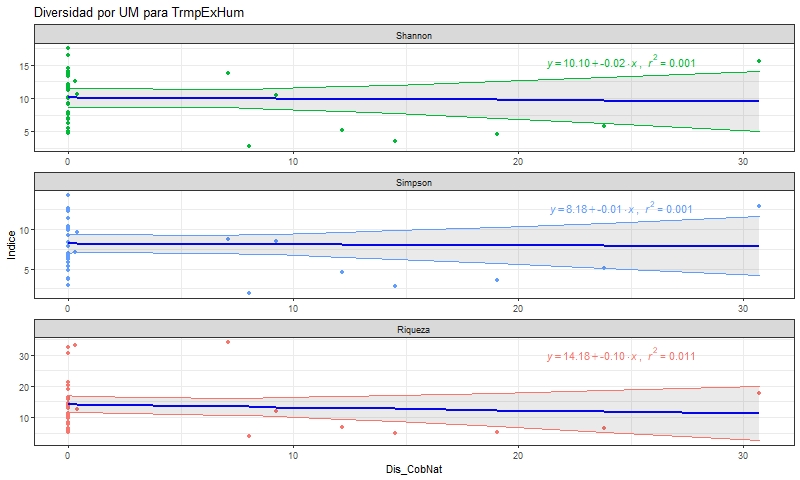 Diversidad por UM para TrmpExHum
Shannon
y = 10.10 + -0.02 · x , r² = 0.001
15
10
5
0 10 20 30
Simpson
y = 8.18 + -0.01 · x , r² = 0.001
10
5
0 10 20 30
Indice
Riqueza
y = 14.18 + -0.10 · x , r² = 0.011
30
20
10
0 10 20 30
Dis_CobNat